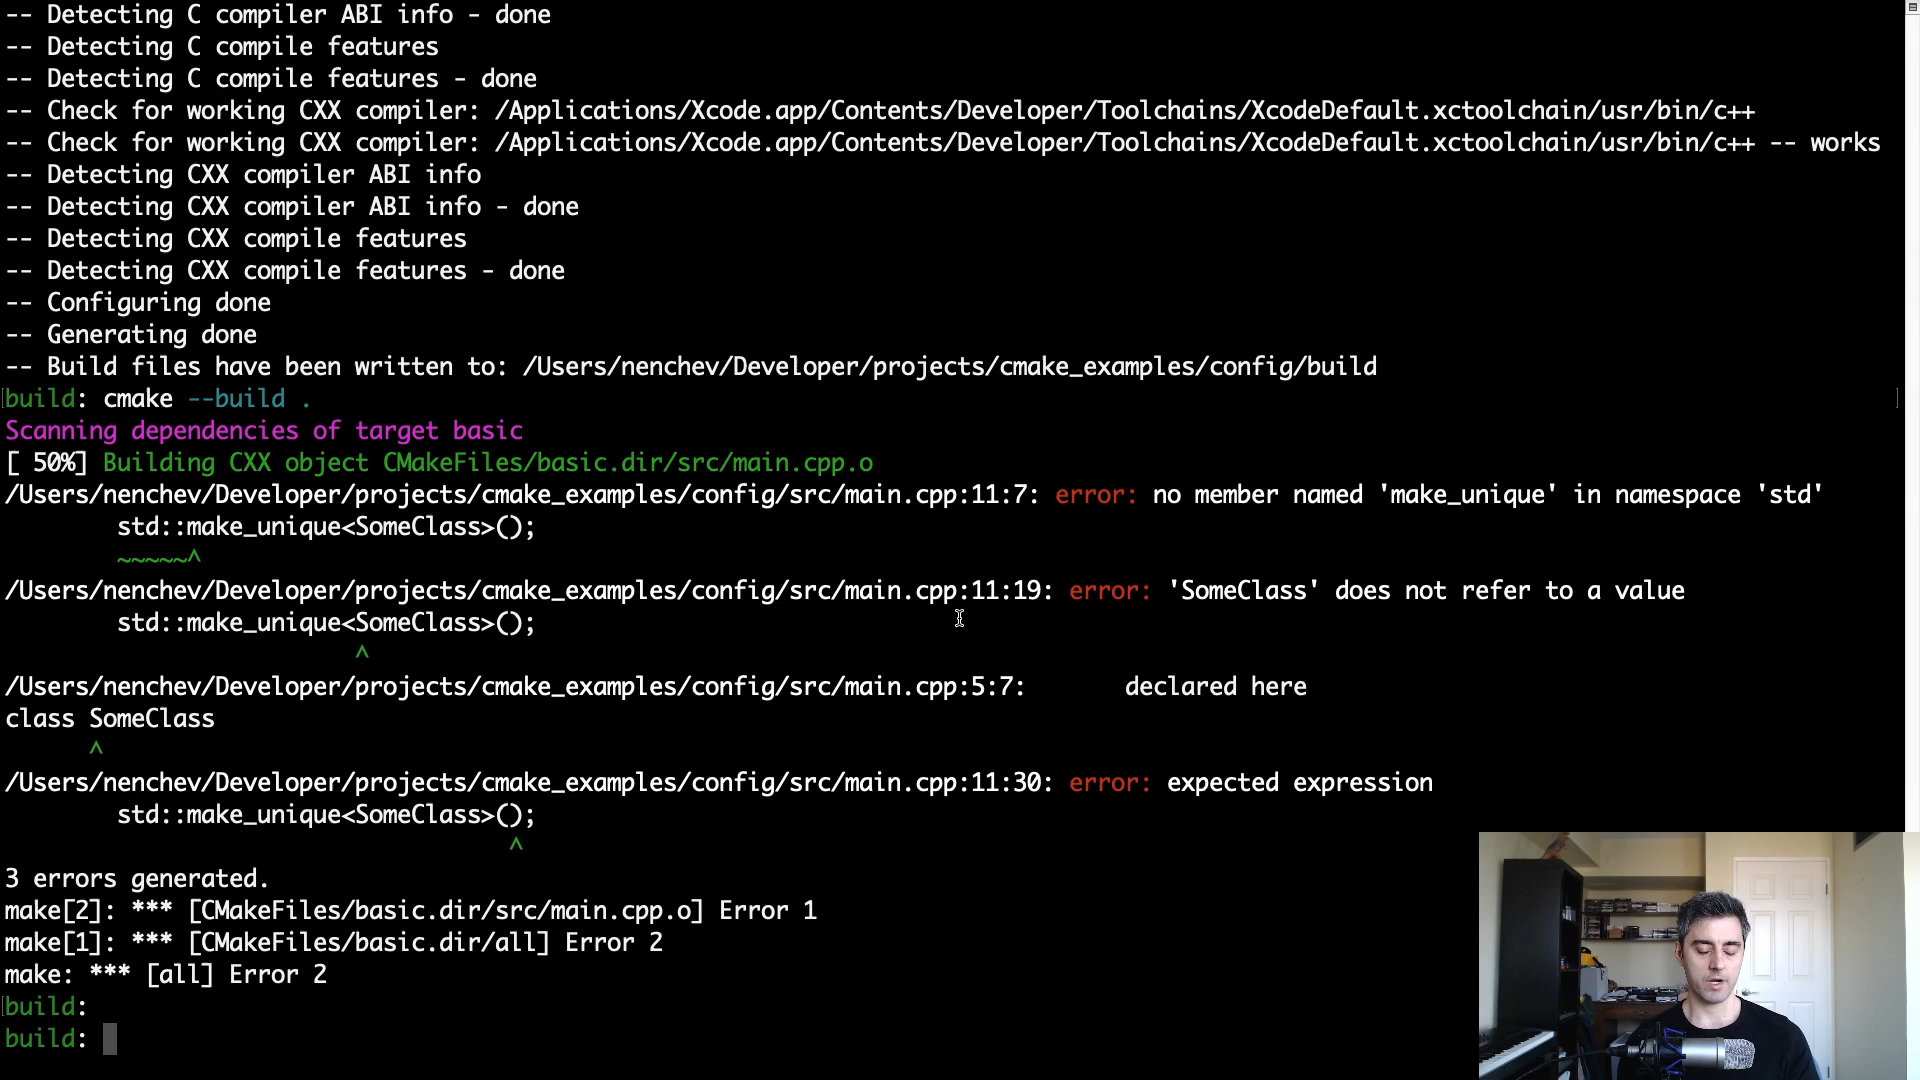 -- Detecting C compiler ABI info - done
-- Detecting C compile features
-- Detecting C compile features - done
-- Check for working CXX compiler: /Applications/Xcode.app/Contents/Developer/Toolchains/XcodeDefault.xctoolchain/usr/bin/c++
-- Check for working CXX compiler: /Applications/Xcode.app/Contents/Developer/Toolchains/XcodeDefault.xctoolchain/usr/bin/c++ -- works
-- Detecting CXX compiler ABI info
-- Detecting CXX compiler ABI info - done
-- Detecting CXX compile features
-- Detecting CXX compile features - done
-- Configuring done
-- Generating done
-- Build files have been written to: /Users/nenchev/Developer/projects/cmake_examples/config/build
build: cmake --build .
Scanning dependencies of target basic
[ 50%] Building CXX object CMakeFiles/basic.dir/src/main.cpp.o
/Users/nenchev/Developer/projects/cmake_examples/config/src/main.cpp:11:7: error: no member named 'make_unique' in namespace 'std'
        std::make_unique<SomeClass>();
        ~~~~~^
/Users/nenchev/Developer/projects/cmake_examples/config/src/main.cpp:11:19: error: 'SomeClass' does not refer to a value
        std::make_unique<SomeClass>();
                         ^
/Users/nenchev/Developer/projects/cmake_examples/config/src/main.cpp:5:7:       declared here
class SomeClass
      ^
/Users/nenchev/Developer/projects/cmake_examples/config/src/main.cpp:11:30: error: expected expression
        std::make_unique<SomeClass>();
                                    ^
3 errors generated.
make[2]: *** [CMakeFiles/basic.dir/src/main.cpp.o] Error 1
make[1]: *** [CMakeFiles/basic.dir/all] Error 2
make: *** [all] Error 2
build:
build: